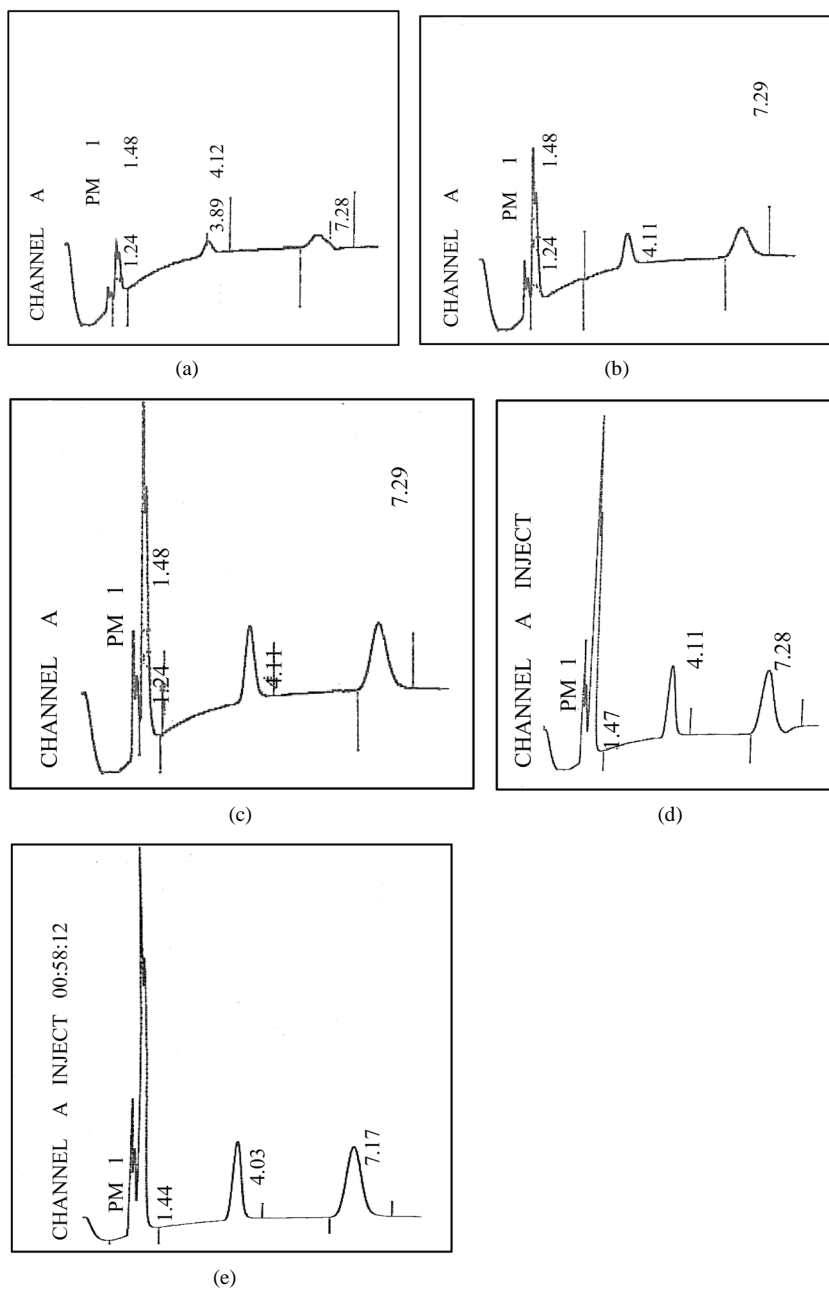 CHANNEL A
PM 1
1.24
1.48
3.89
4.12
7.28
(a)
CHANNEL A
PM 1
1.24
1.48
4.11
7.29
(b)
CHANNEL A
PM 1
1.24
1.48
4.11
7.29
(c)
CHANNEL A INJECT
PM 1
1.47
4.11
7.28
(d)
CHANNEL A INJECT 00:58:12
PM 1
1.44
4.03
7.17
(e)